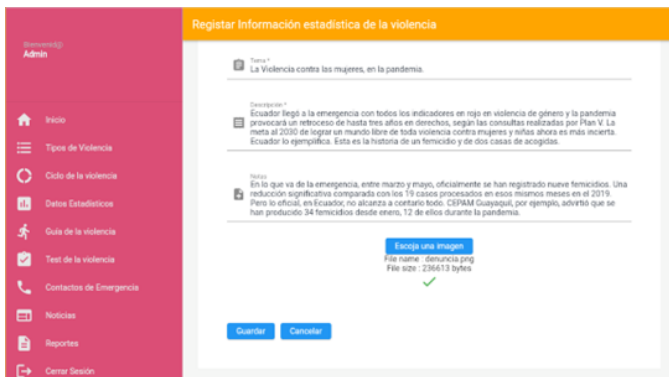 Registar Información estadística de la violencia
Bienvenid@
Admin
Inicio
Tipos de Violencia
Ciclo de la violencia
Datos Estadísticos
Guía de la violencia
Test de la violencia
Contactos de Emergencia
Noticias
Reportes
Cerrar Sesión
Tema *
La Violencia contra las mujeres, en la pandemia.
Descripción *
Ecuador llegó a la emergencia con todos los indicadores en rojo en violencia de género y la pandemia
provocará un retroceso de hasta tres años en derechos, según las consultas realizadas por Plan V. La
meta al 2030 de lograr un mundo libre de toda violencia contra mujeres y niñas ahora es más incierta.
Ecuador lo ejemplifica. Esta es la historia de un femicidio y de dos casas de acogidas.
Notas
En lo que va de la emergencia, entre marzo y mayo, oficialmente se han registrado nueve femicidios. Una
reducción significativa comparada con los 19 casos procesados en esos mismos meses en el 2019.
Pero lo oficial, en Ecuador, no alcanza a contarlo todo. CEPAM Guayaquil, por ejemplo, advirtió que se
han producido 34 femicidios desde enero, 12 de ellos durante la pandemia.
Escoja una imagen
File name : denuncia.png
File size : 236613 bytes
Guardar
Cancelar